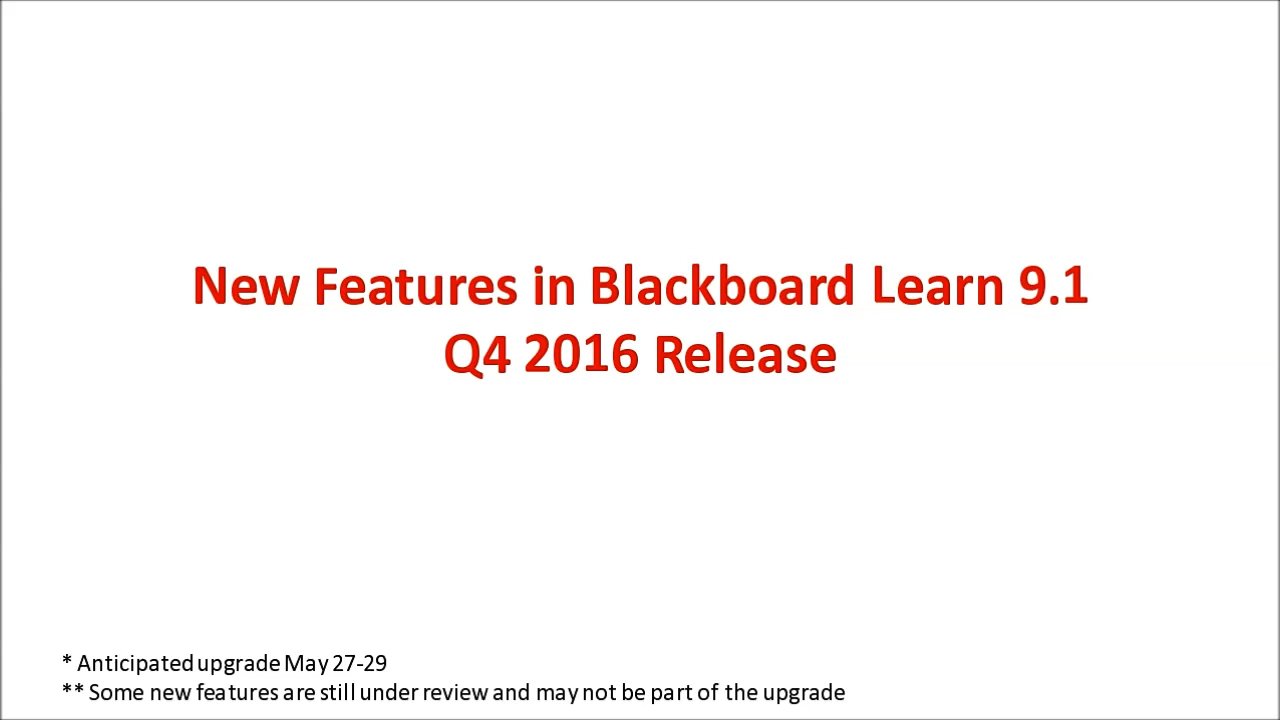 New Features in Blackboard Learn 9.1
Q4 2016 Release
* Anticipated upgrade May 27-29
** Some new features are still under review and may not be part of the upgrade